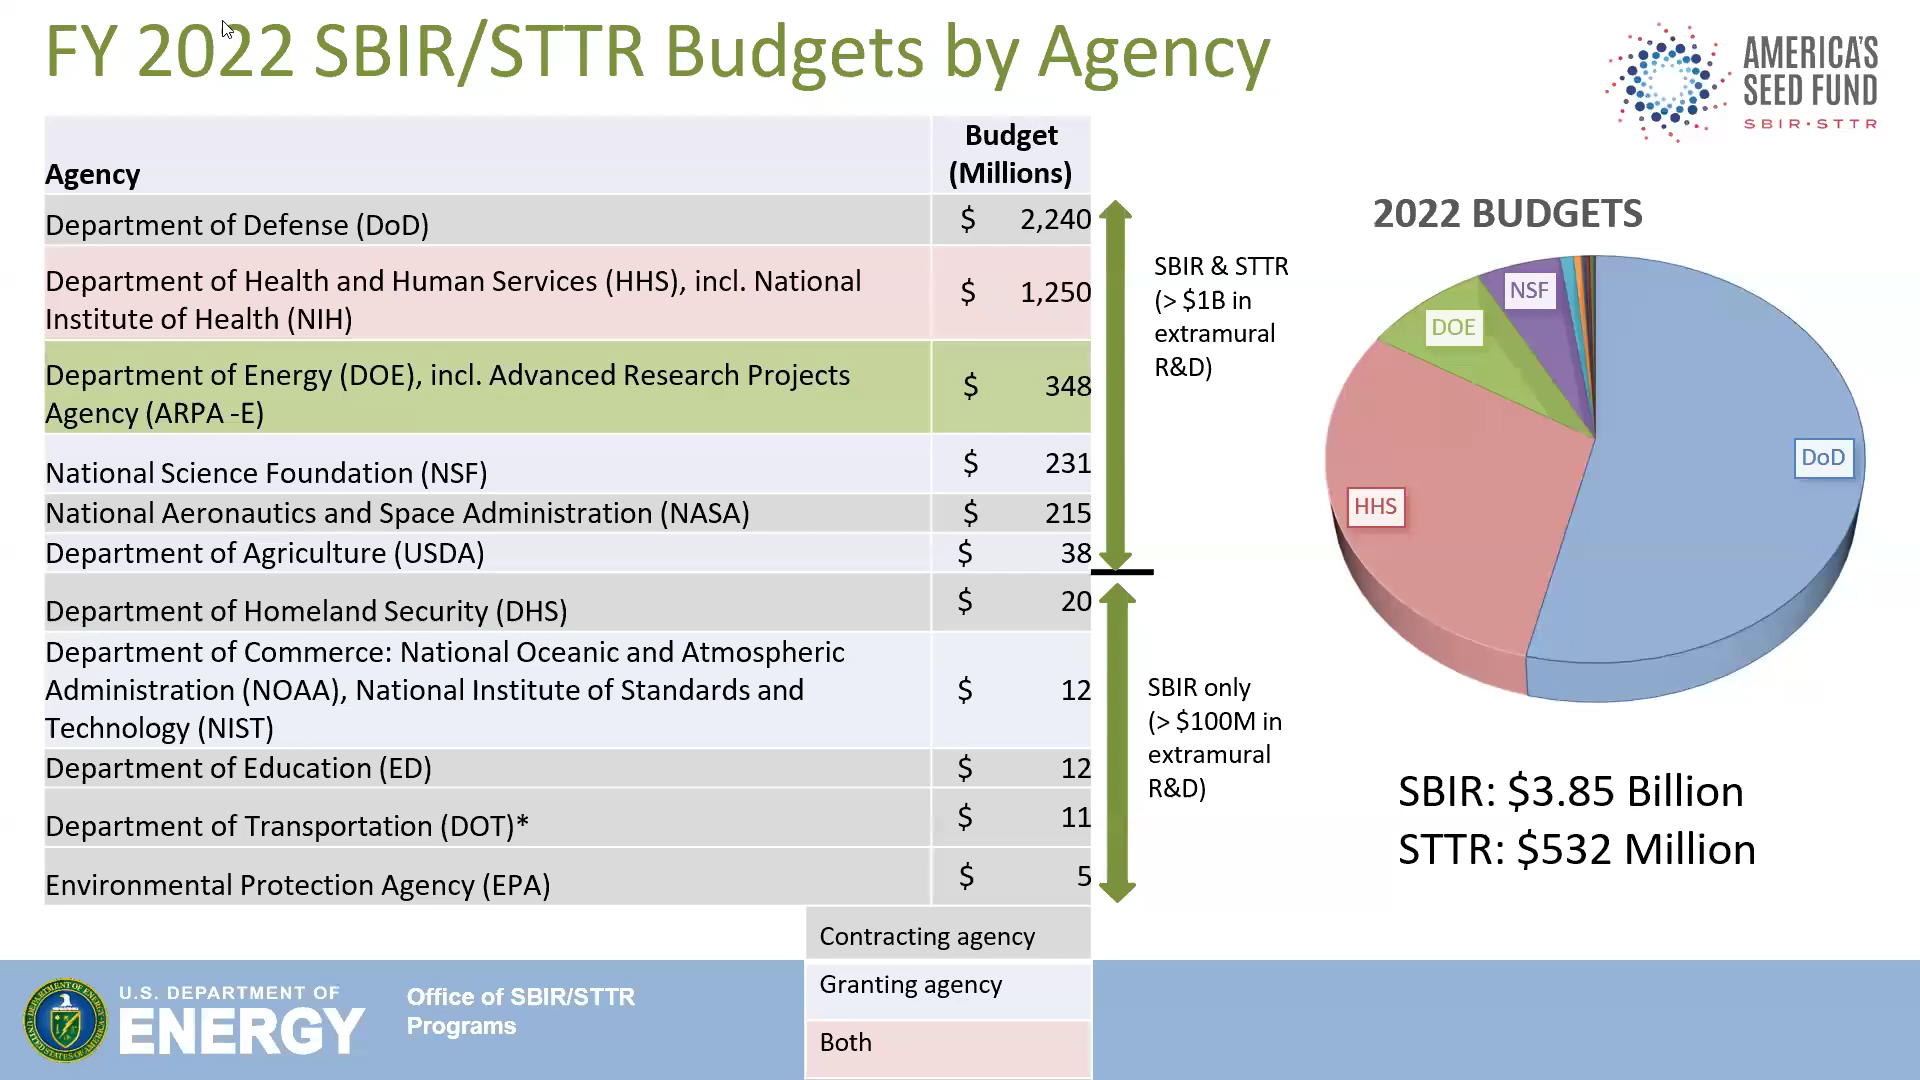 FY 2022 SBIR/STTR Budgets by Agency
AMERICA'S
SEED FUND
SBIR·STTR
Agency
Budget
(Millions)
Department of Defense (DoD)
$ 2,240
Department of Health and Human Services (HHS), incl. National
Institute of Health (NIH)
$ 1,250
Department of Energy (DOE), incl. Advanced Research Projects
Agency (ARPA -E)
$ 348
National Science Foundation (NSF)
$ 231
National Aeronautics and Space Administration (NASA)
$ 215
Department of Agriculture (USDA)
$ 38
Department of Homeland Security (DHS)
$ 20
Department of Commerce: National Oceanic and Atmospheric
Administration (NOAA), National Institute of Standards and
Technology (NIST)
$ 12
Department of Education (ED)
$ 12
Department of Transportation (DOT)*
$ 11
Environmental Protection Agency (EPA)
$ 5
Contracting agency
Granting agency
Both
SBIR & STTR
(> $1B in
extramural
R&D)
SBIR only
(> $100M in
extramural
R&D)
2022 BUDGETS
NSF
DOE
DoD
HHS
SBIR: $3.85 Billion
STTR: $532 Million
U.S. DEPARTMENT OF
ENERGY
Office of SBIR/STTR
Programs